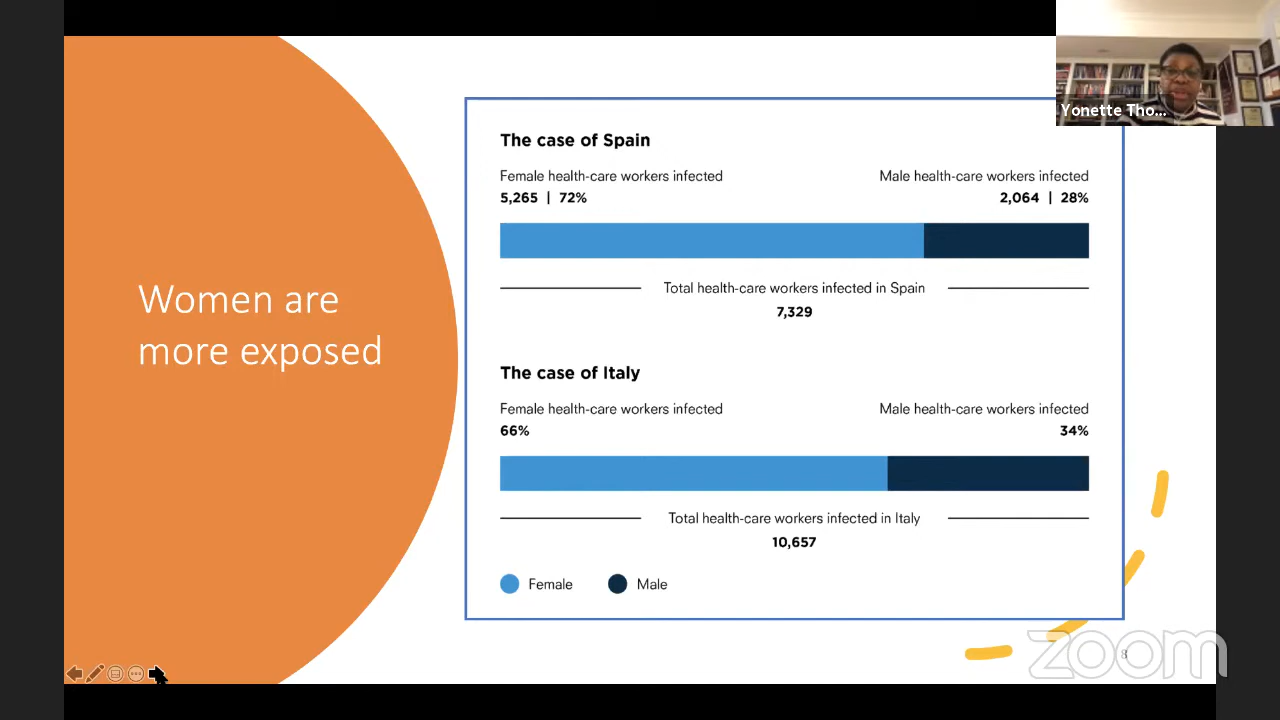 Yonette Tho...
Women are
more exposed
The case of Spain
Female health-care workers infected
5,265 | 72%
Male health-care workers infected
2,064 | 28%
Total health-care workers infected in Spain
7,329
The case of Italy
Female health-care workers infected
66%
Male health-care workers infected
34%
Total health-care workers infected in Italy
10,657
Female
Male
8
zoom